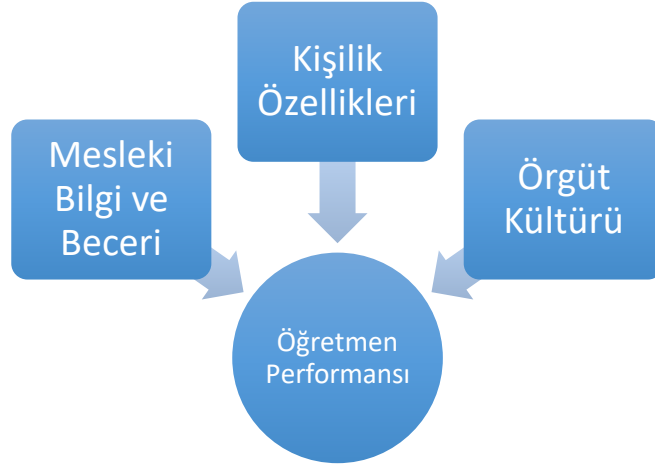 Kişilik
Özellikleri
Mesleki
Bilgi ve
Beceri
Örgüt
Kültürü
Öğretmen
Performansı